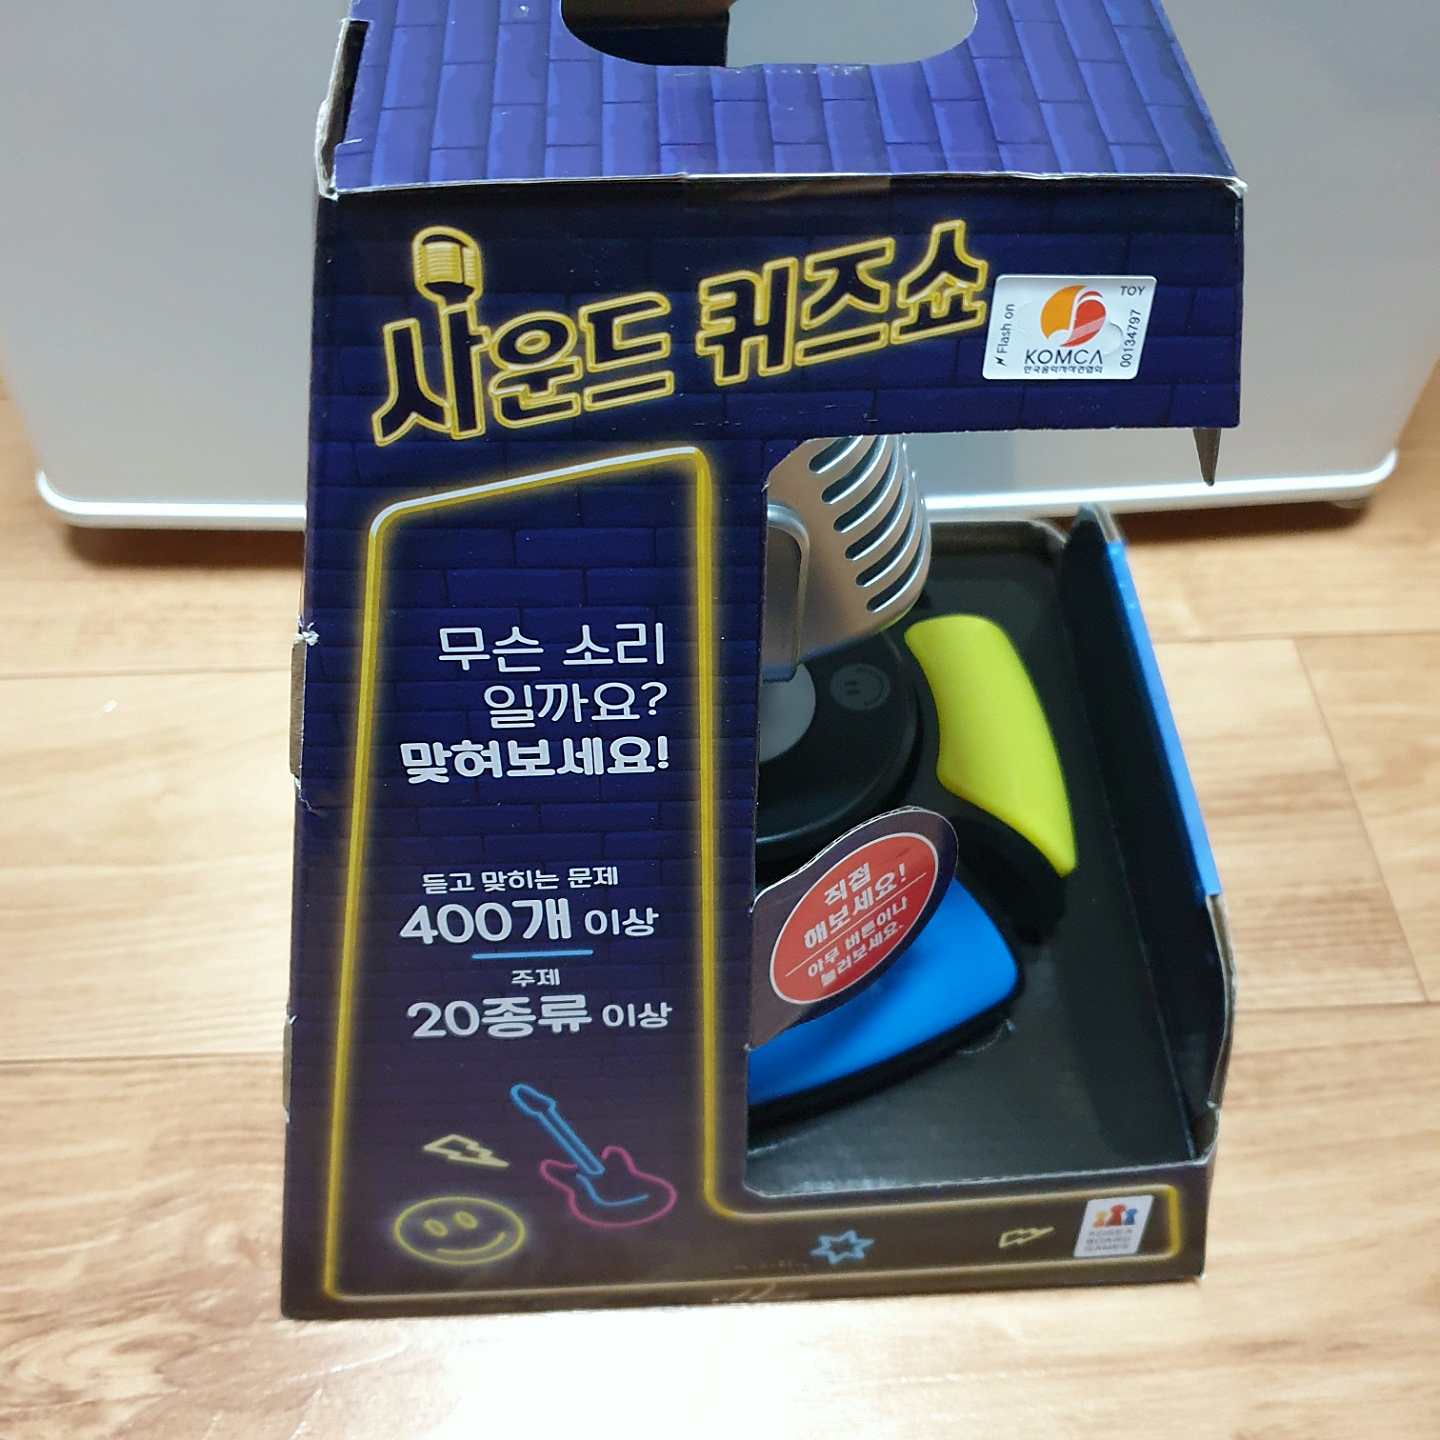 사운드 퀴즈쇼
Flash on
KOMCA
한국음악저작권협회
TOY
00134797
무슨 소리
일까요?
맞혀보세요!
듣고 맞히는 문제
400개 이상
주제
20종류 이상
직접
해보세요!
아무 버튼이나
눌러보세요.
KOREA
BOARD
GAMES